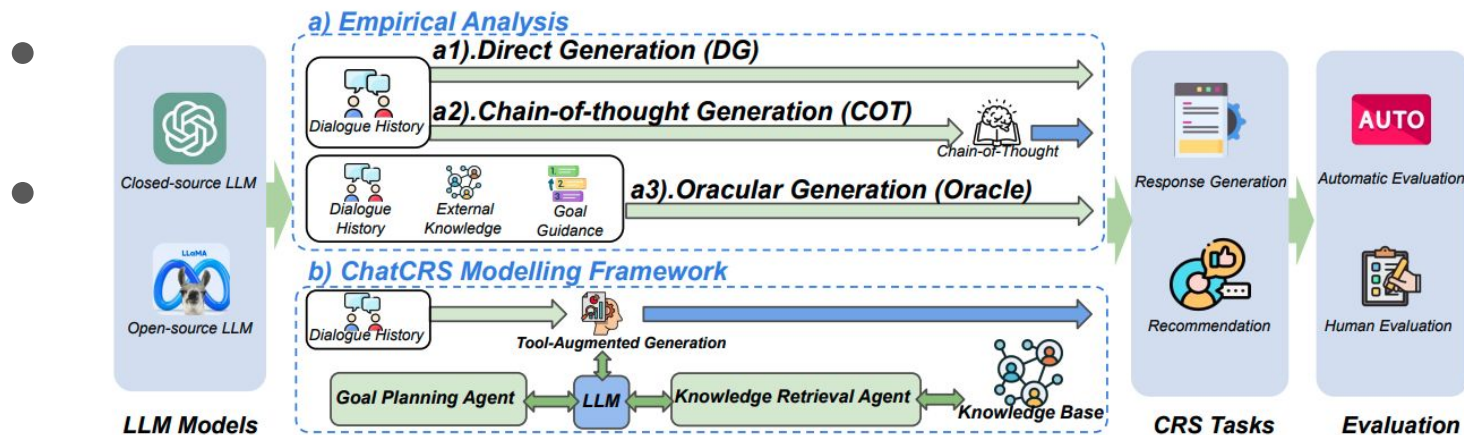 a) Empirical Analysis
a1).Direct Generation (DG)
Dialogue History
a2).Chain-of-thought Generation (COT)
Chain-of-Thought
Dialogue
History
External
Knowledge
1.
2.
3.
Goal
Guidance
a3).Oracular Generation (Oracle)
b) ChatCRS Modelling Framework
Dialogue History
Tool-Augmented Generation
Goal Planning Agent
LLM
Knowledge Retrieval Agent
Knowledge Base
Closed-source LLM
LLaMA
Open-source LLM
LLM Models
Response Generation
Recommendation
CRS Tasks
AUTO
Automatic Evaluation
Human Evaluation
Evaluation